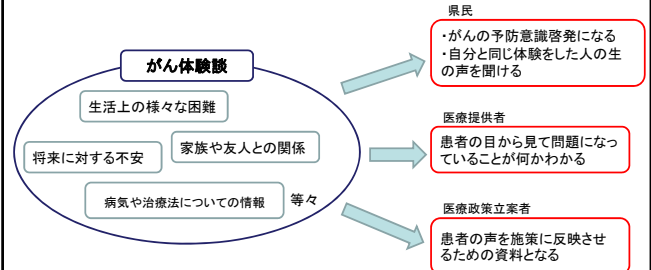 がん体験談
生活上の様々な困難
将来に対する不安
家族や友人との関係
病気や治療法についての情報
等々
県民
・がんの予防意識啓発になる
・自分と同じ体験をした人の生
の声を聞ける
医療提供者
患者の目から見て問題になっ
ていることが何かわかる
医療政策立案者
患者の声を施策に反映させ
るための資料となる